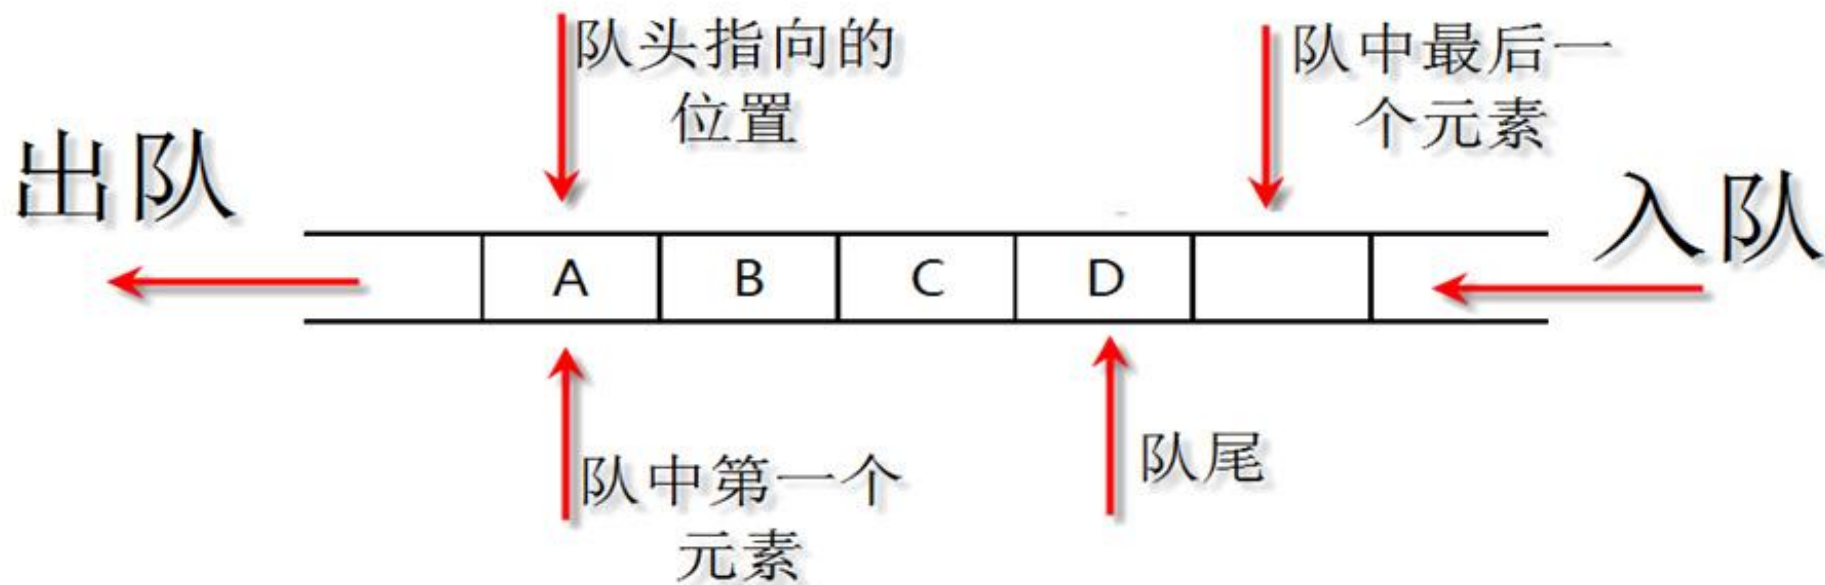 队头指向的
位置
队中最后一
个元素
出队
入队
A B C D
队中第一个
元素
队尾